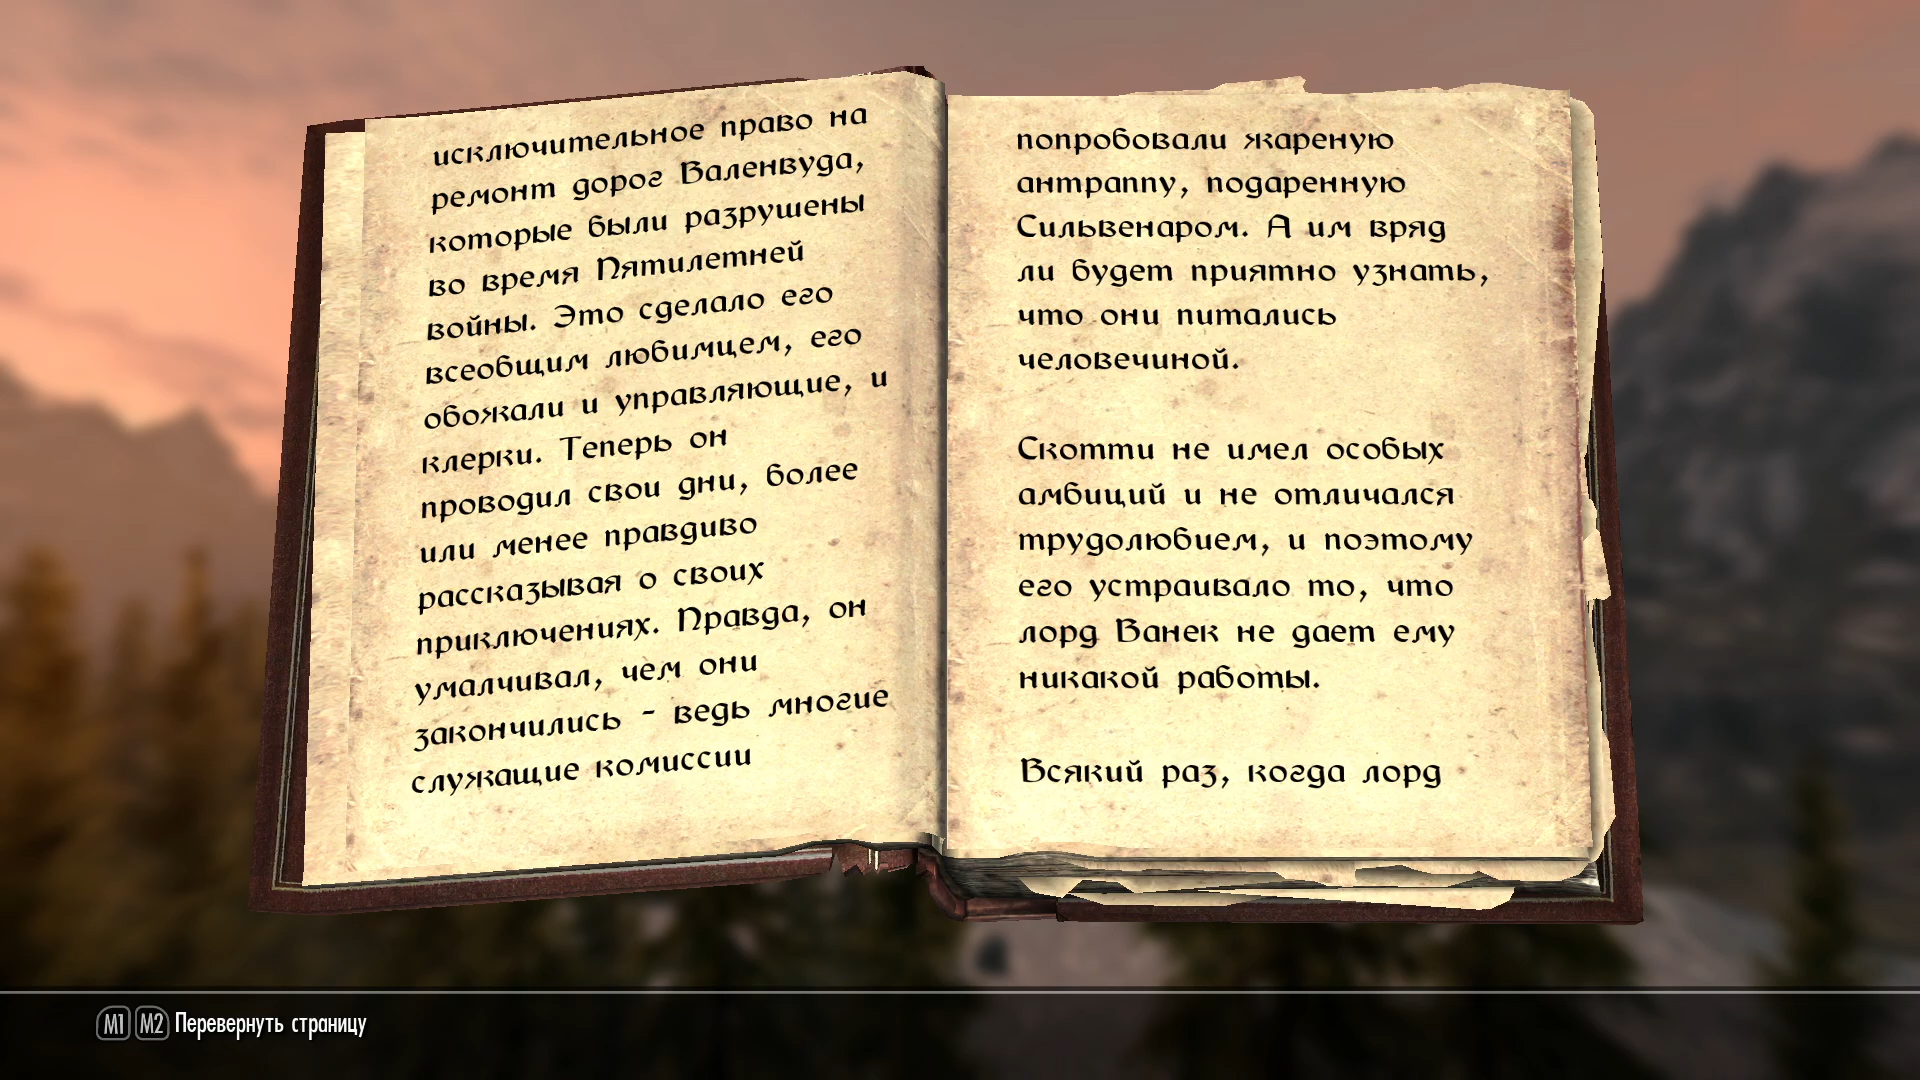 исключительное право на
ремонт дорог Валенвуда,
которые были разрушены
во время Пятилетней
войны. Это сделало его
всеобщим любимцем, его
обожали и управляющие, и
клерки. Теперь он
проводил свои дни, более
или менее правдиво
рассказывая о своих
приключениях. Правда, он
умалчивал, чем они
закончились - ведь многие
служащие комиссии
попробовали жареную
антраппу, подаренную
Сильвенаром. А им вряд
ли будет приятно узнать,
что они питались
человечиной.
Скотти не имел особых
амбиций и не отличался
трудолюбием, и поэтому
его устраивало то, что
лорд Ванек не дает ему
никакой работы.
Всякий раз, когда лорд
M1 M2 Перевернуть страницу